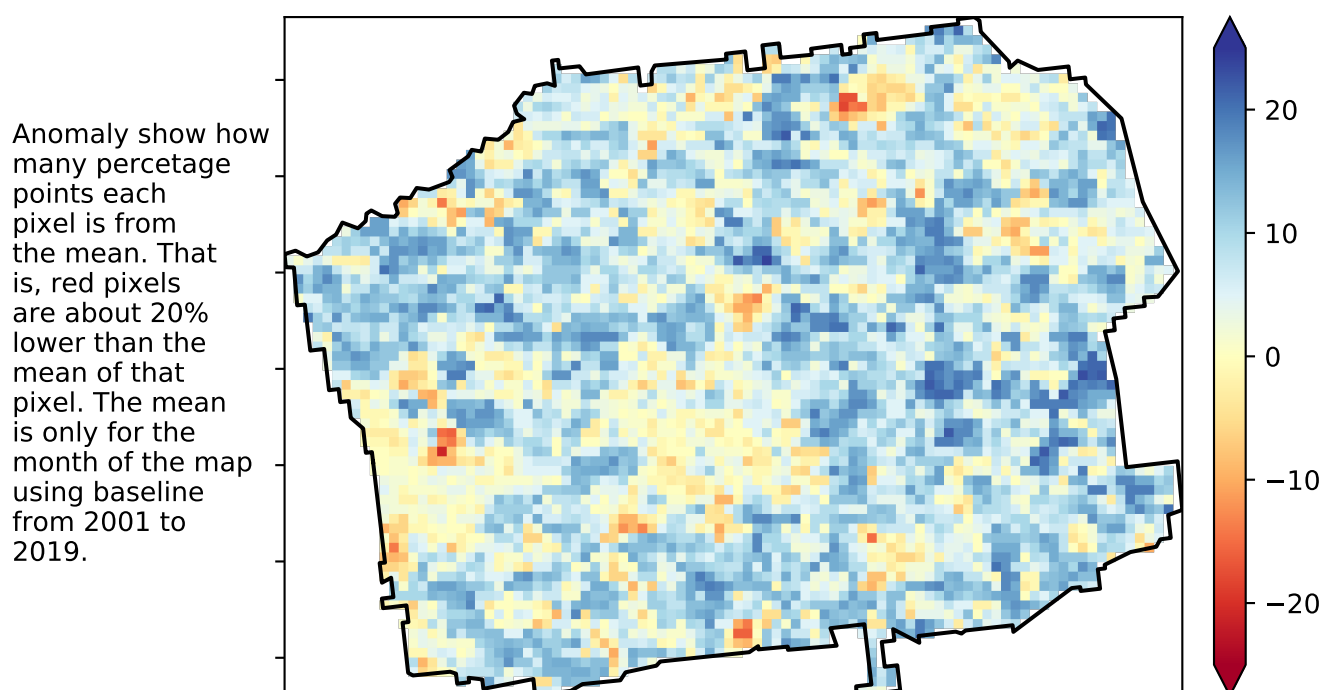 Anomaly show how
many percetage
points each
pixel is from
the mean. That
is, red pixels
are about 20%
lower than the
mean of that
pixel. The mean
is only for the
month of the map
using baseline
from 2001 to
2019.
20
10
0
−10
−20